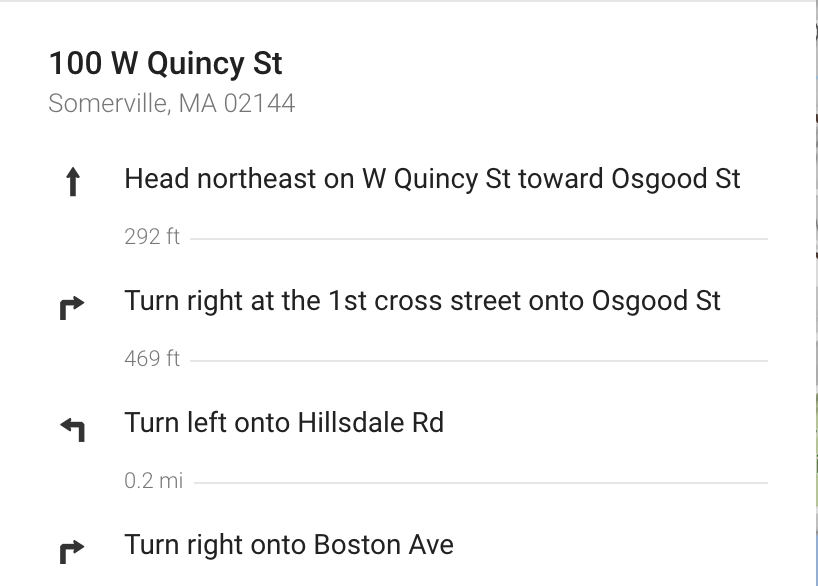 100 W Quincy St
Somerville, MA 02144
Head northeast on W Quincy St toward Osgood St
292 ft
Turn right at the 1st cross street onto Osgood St
469 ft
Turn left onto Hillsdale Rd
0.2 mi
Turn right onto Boston Ave